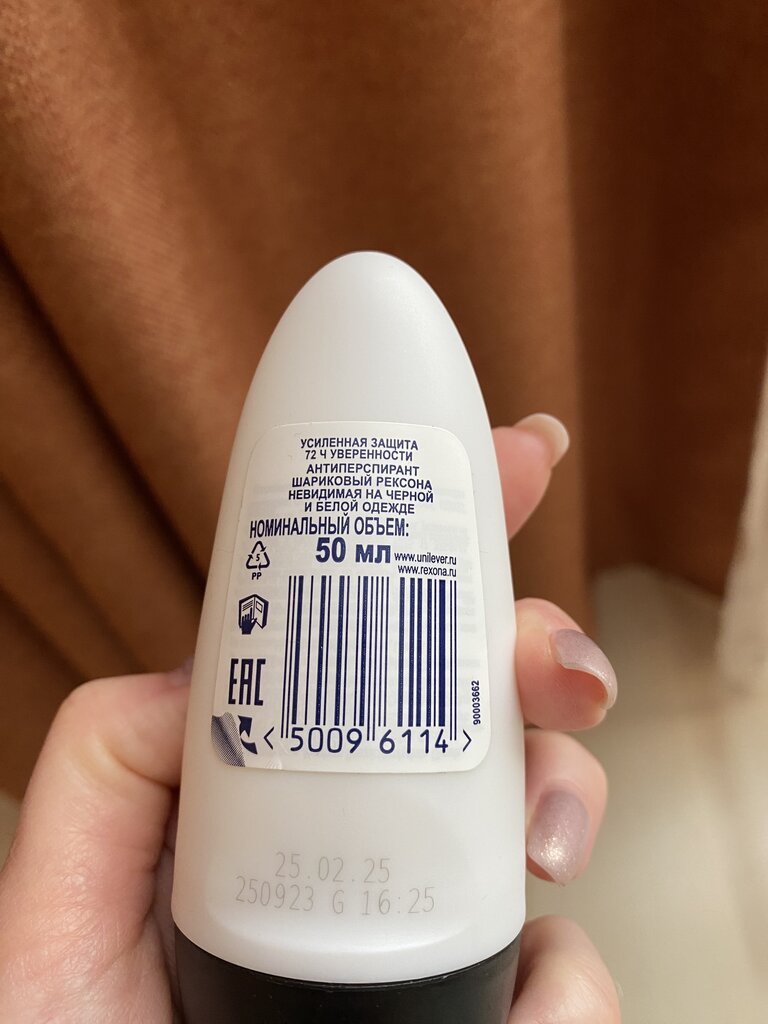 УСИЛЕННАЯ ЗАЩИТА
72 Ч УВЕРЕННОСТИ
АНТИПЕРСПИРАНТ
ШАРИКОВЫЙ РЕКСОНА
НЕВИДИМАЯ НА ЧЕРНОЙ
И БЕЛОЙ ОДЕЖДЕ
НОМИНАЛЬНЫЙ ОБЪЕМ:
50 МЛ
www.unilever.ru
www.rexona.ru
5
PP
EAC
90003662
< 5009 6114 >
25.02.25
250923 G 16:25